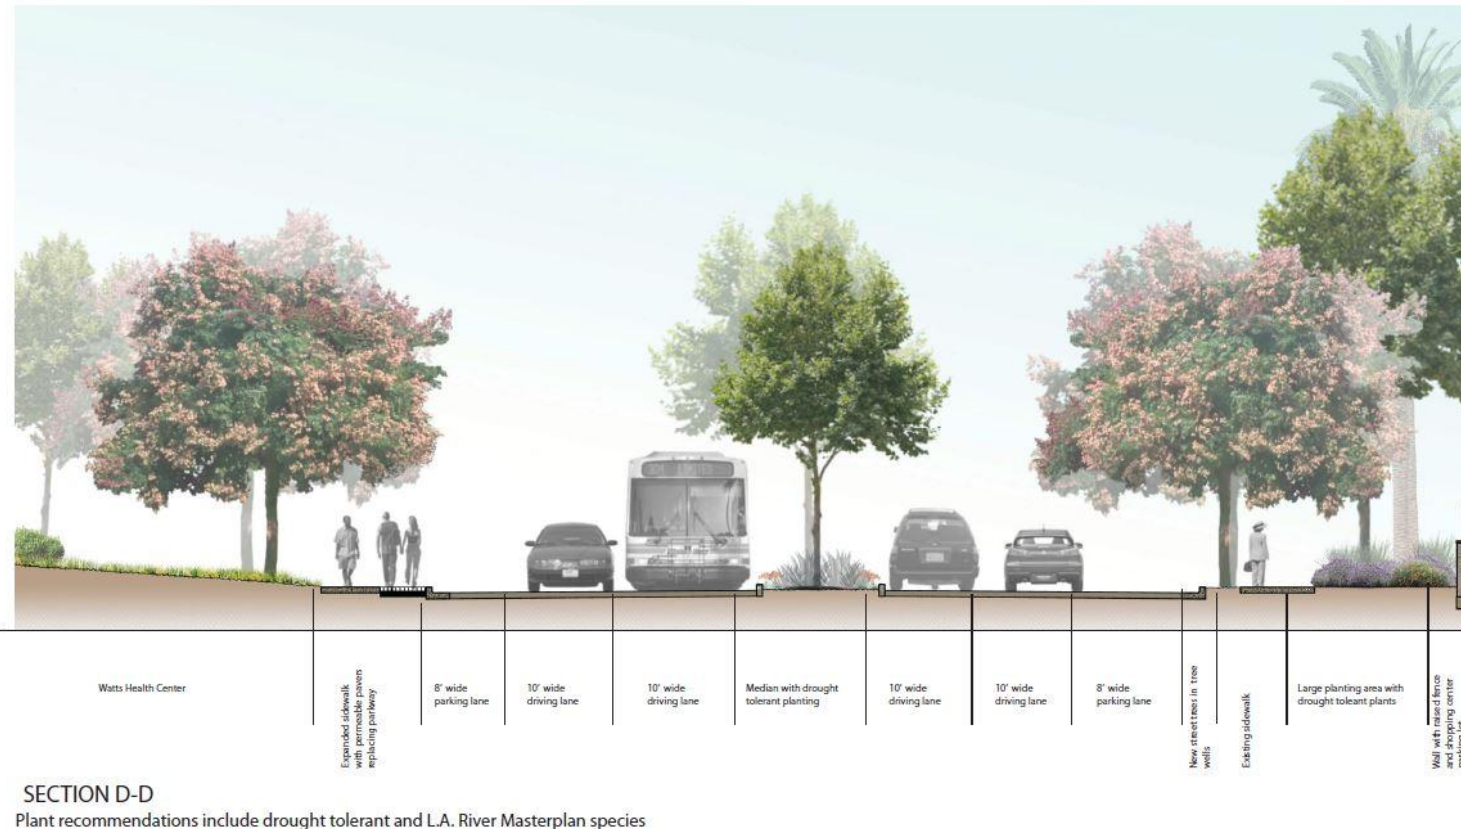 Watts Health Center
Expanded sidewalk
with permeable pavers
replacing parkway
8' wide
parking lane
10' wide
driving lane
10' wide
driving lane
Median with drought
tolerant planting
10' wide
driving lane
10' wide
driving lane
8' wide
parking lane
New street trees in tree
wells
Existing sidewalk
Large planting area with
drought toleant plants
Wall with raised fence
and shopping center
parking lot
SECTION D-D
Plant recommendations include drought tolerant and L.A. River Masterplan species